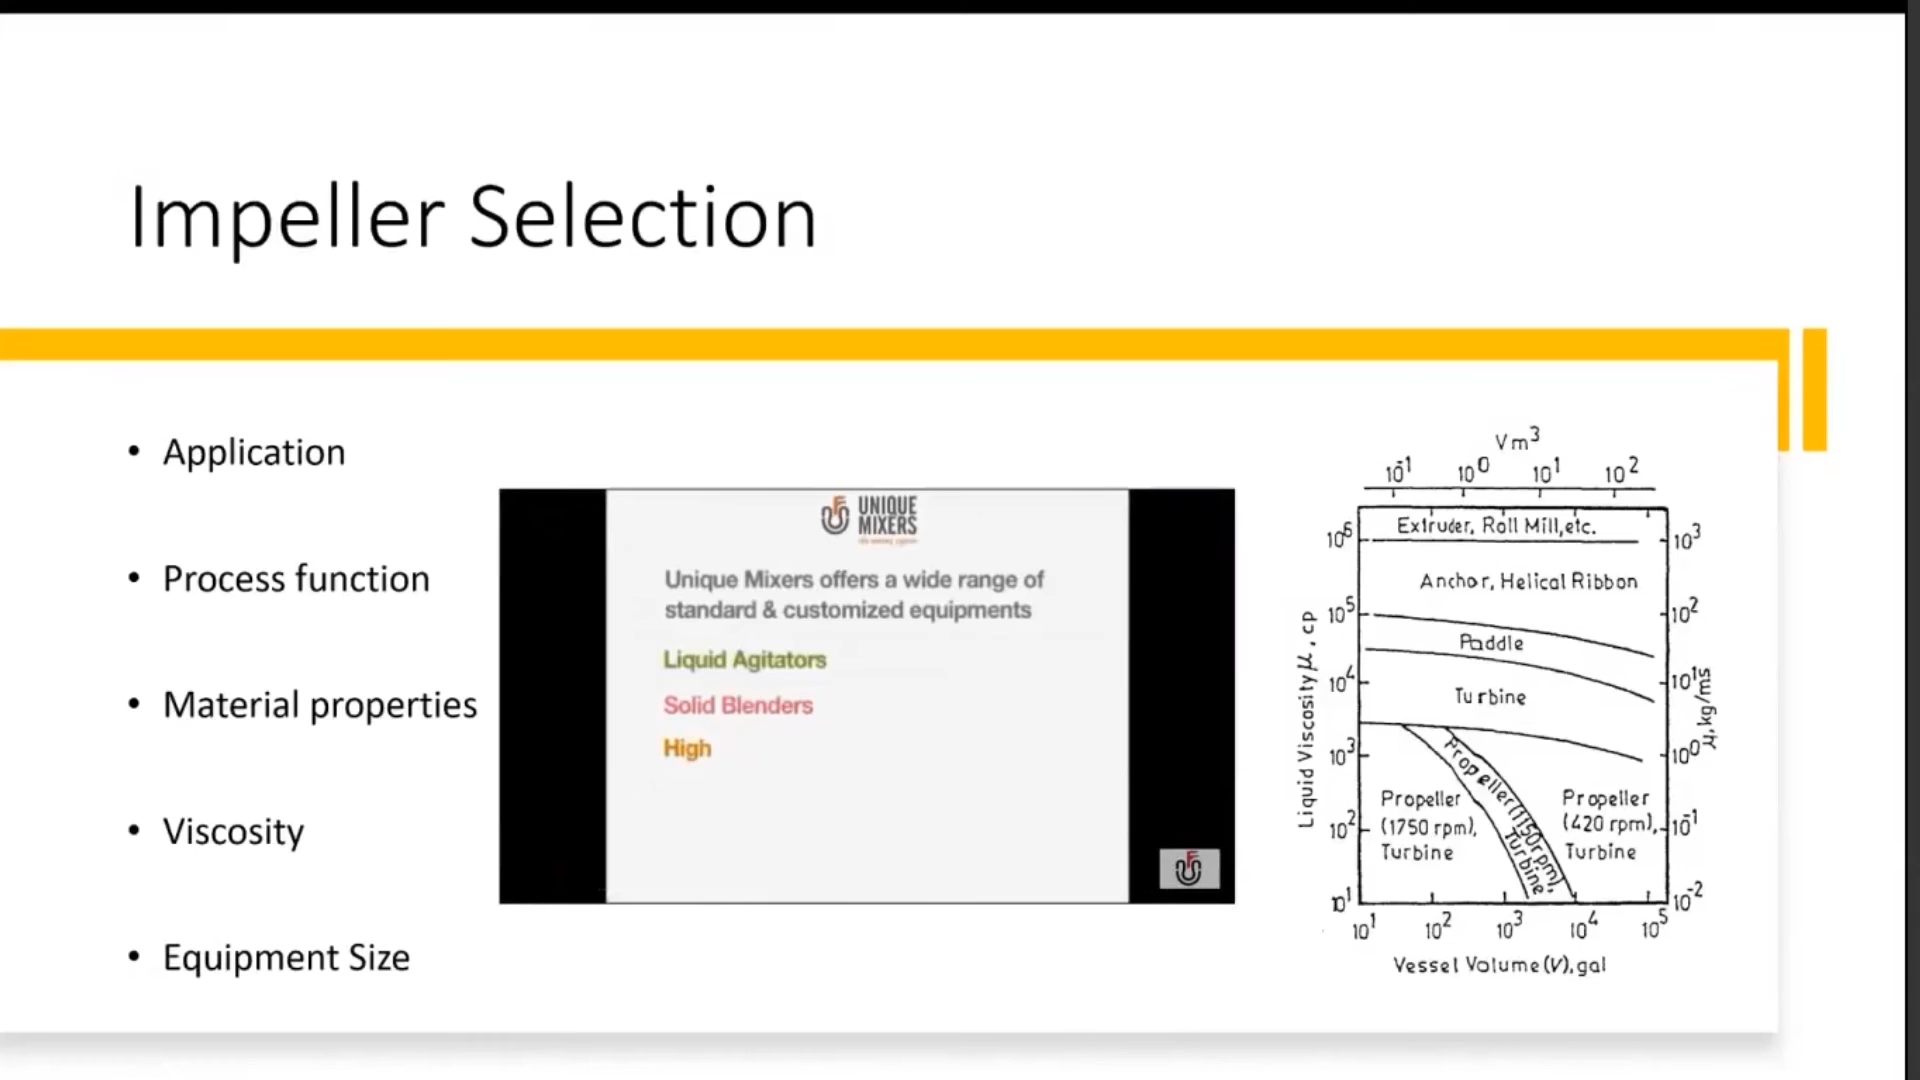 Impeller Selection
• Application
• Process function
• Material properties
• Viscosity
• Equipment Size
UNIQUE
MIXERS
Unique Mixers offers a wide range of
standard & customized equipments
Liquid Agitators
Solid Blenders
High
V m³
10⁻¹ 10⁰ 10¹ 10²
Extruder, Roll Mill, etc.
Anchor, Helical Ribbon
Paddle
Turbine
Propeller (1150 rpm),
Turbine
Propeller
(1750 rpm),
Turbine
Propeller
(420 rpm),
Turbine
Liquid Viscosity μ, cp
10⁶
10⁵
10⁴
10³
10²
10¹
10³
10²
10¹
10⁰
10⁻¹
10⁻²
μ, kg/ms
10¹ 10² 10³ 10⁴ 10⁵
Vessel Volume (V), gal